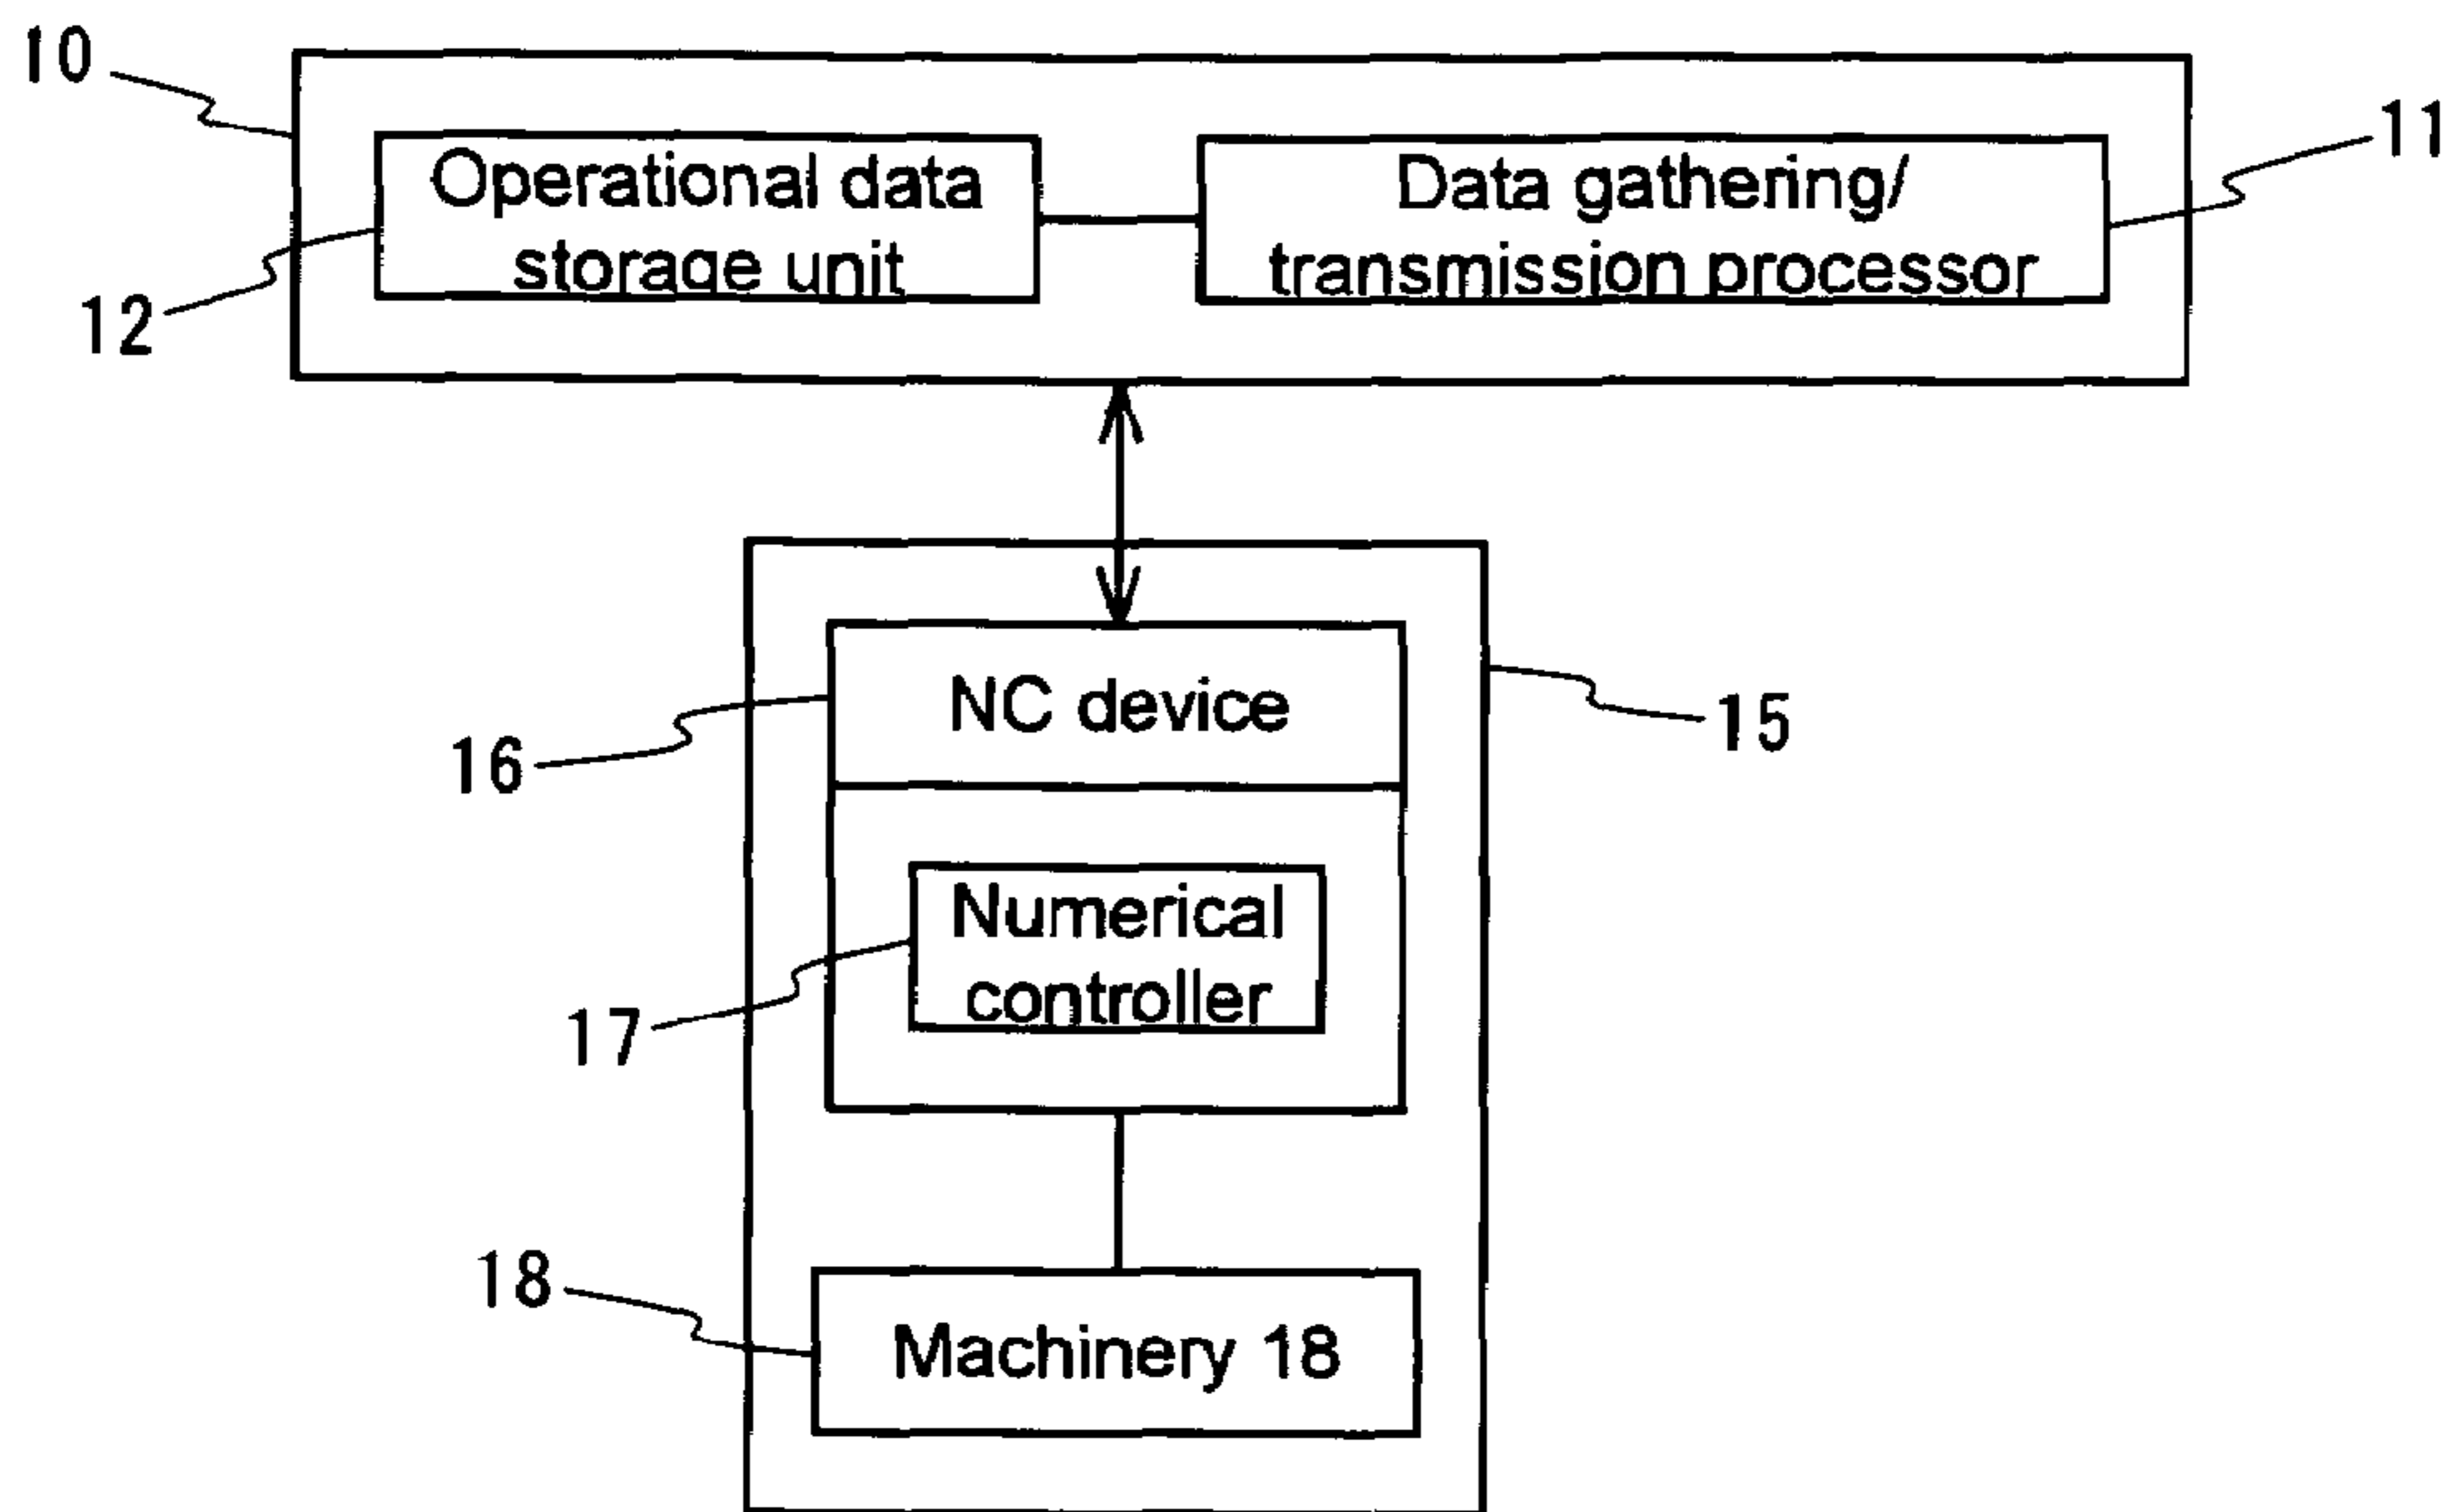 10
11
Operational data
storage unit
Data gathering/
transmission processor
12
NC device
15
16
Numerical
controller
17
18
Machinery 18